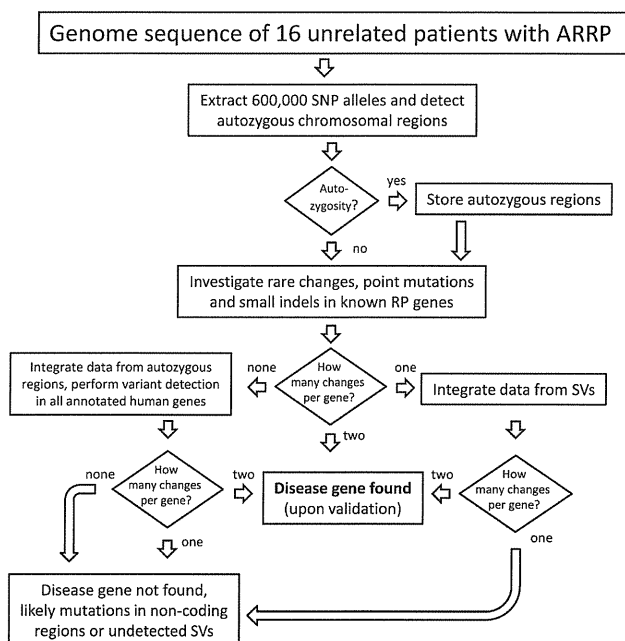 Genome sequence of 16 unrelated patients with ARRP
Extract 600,000 SNP alleles and detect
autozygous chromosomal regions
Auto-
zygosity?
yes
Store autozygous regions
no
Investigate rare changes, point mutations
and small indels in known RP genes
Integrate data from autozygous
regions, perform variant detection
in all annotated human genes
none
How
many changes
per gene?
one
Integrate data from SVs
two
none
How
many changes
per gene?
two
Disease gene found
(upon validation)
two
How
many changes
per gene?
one
one
Disease gene not found,
likely mutations in non-coding
regions or undetected SVs